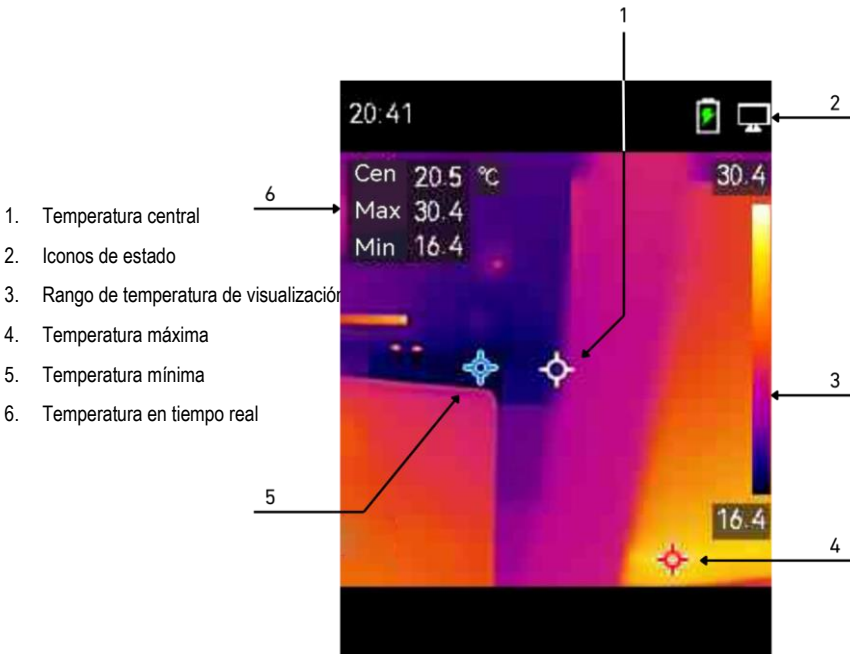 1
20:41
2
Cen 20.5 °C
30.4
6
Max 30.4
Min 16.4
1. Temperatura central
2. Iconos de estado
3. Rango de temperatura de visualización
4. Temperatura máxima
5. Temperatura mínima
6. Temperatura en tiempo real
3
5
16.4
4